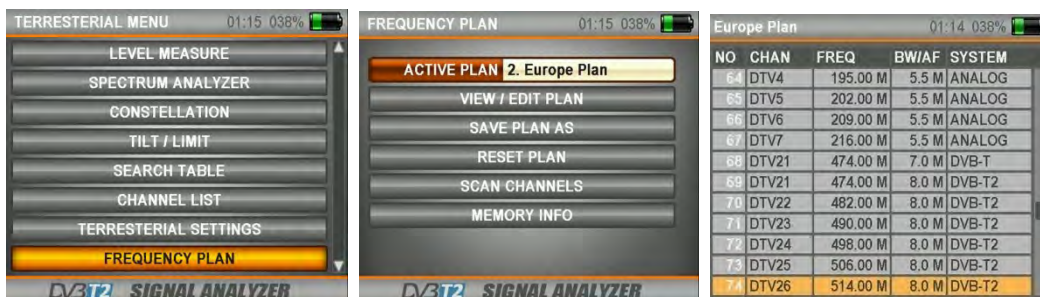 TERRESTERIAL MENU 01:15 038%
LEVEL MEASURE
SPECTRUM ANALYZER
CONSTELLATION
TILT / LIMIT
SEARCH TABLE
CHANNEL LIST
TERRESTERIAL SETTINGS
FREQUENCY PLAN
DVB T2 SIGNAL ANALYZER
FREQUENCY PLAN 01:15 038%
ACTIVE PLAN 2. Europe Plan
VIEW / EDIT PLAN
SAVE PLAN AS
RESET PLAN
SCAN CHANNELS
MEMORY INFO
DVB T2 SIGNAL ANALYZER
Europe Plan 01:14 038%
NO CHAN FREQ BW/AF SYSTEM
64 DTV4 195.00 M 5.5 M ANALOG
65 DTV5 202.00 M 5.5 M ANALOG
66 DTV6 209.00 M 5.5 M ANALOG
67 DTV7 216.00 M 5.5 M ANALOG
68 DTV21 474.00 M 7.0 M DVB-T
69 DTV21 474.00 M 8.0 M DVB-T2
70 DTV22 482.00 M 8.0 M DVB-T2
71 DTV23 490.00 M 8.0 M DVB-T2
72 DTV24 498.00 M 8.0 M DVB-T2
73 DTV25 506.00 M 8.0 M DVB-T2
74 DTV26 514.00 M 8.0 M DVB-T2